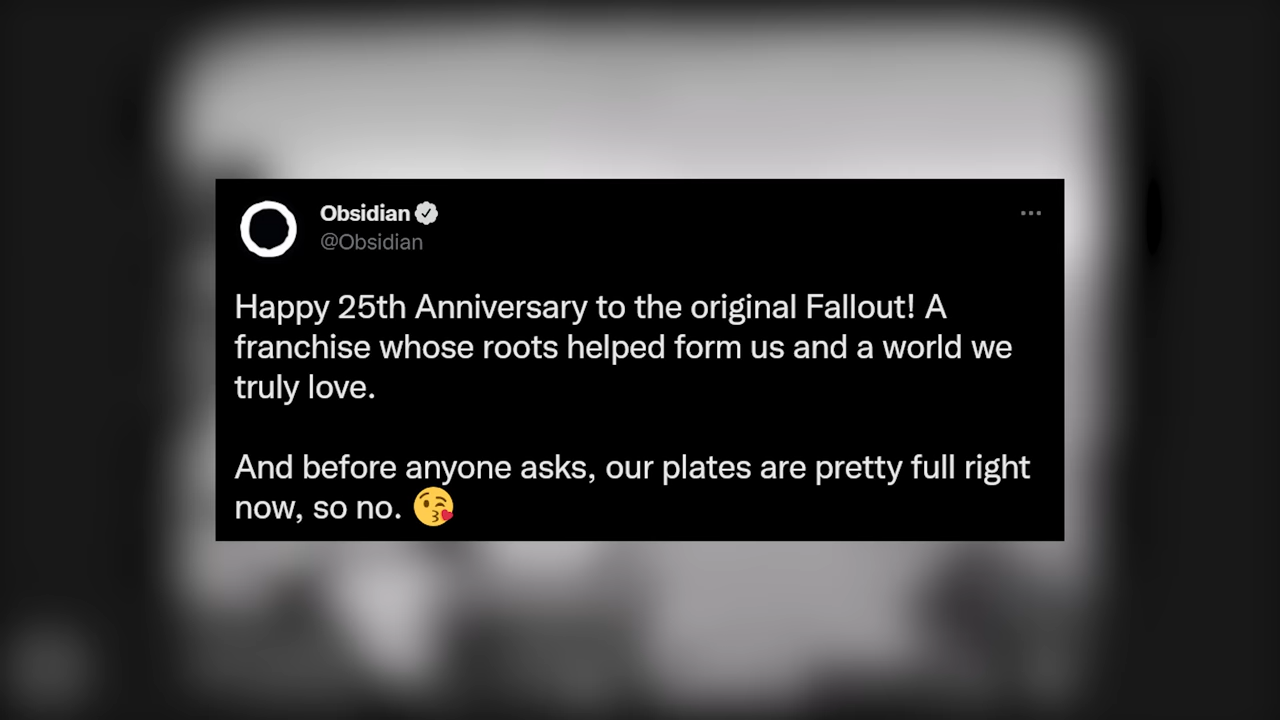 Obsidian
@Obsidian
Happy 25th Anniversary to the original Fallout! A
franchise whose roots helped form us and a world we
truly love.
And before anyone asks, our plates are pretty full right
now, so no. 😘